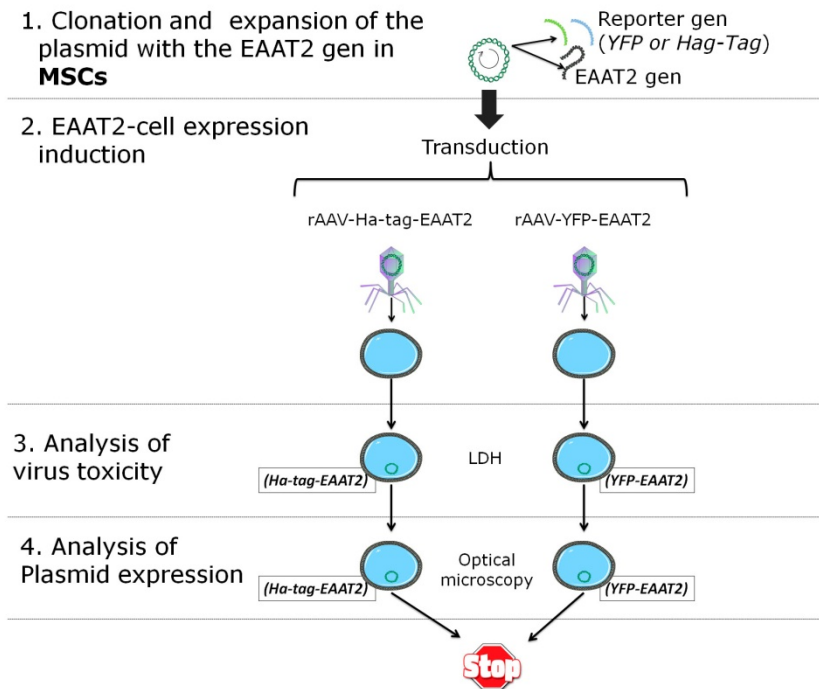 1. Clonation and expansion of the
plasmid with the EAAT2 gen in
MSCs
Reporter gen
(YFP or Hag-Tag)
EAAT2 gen
2. EAAT2-cell expression
induction
Transduction
rAAV-Ha-tag-EAAT2
rAAV-YFP-EAAT2
3. Analysis of
virus toxicity
LDH
(Ha-tag-EAAT2)
(YFP-EAAT2)
4. Analysis of
Plasmid expression
Optical
microscopy
(Ha-tag-EAAT2)
(YFP-EAAT2)
Stop